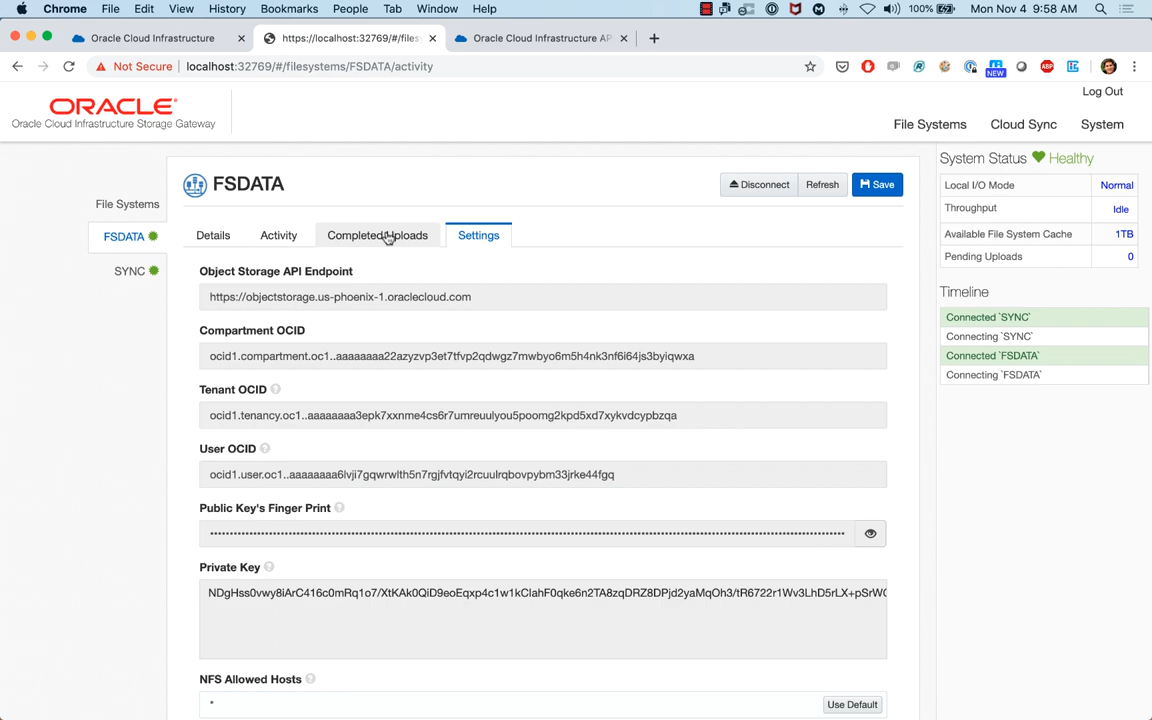 Chrome File Edit View History Bookmarks People Tab Window Help 100% Mon Nov 4 9:58 AM
Oracle Cloud Infrastructure https://localhost:32769/#/files Oracle Cloud Infrastructure AP
Not Secure localhost:32769/#/filesystems/FSDATA/activity
NEW ABP
Log Out
ORACLE
Oracle Cloud Infrastructure Storage Gateway
File Systems Cloud Sync System
File Systems
FSDATA
SYNC
FSDATA
Disconnect Refresh Save
Details Activity Completed Uploads Settings
Object Storage API Endpoint
https://objectstorage.us-phoenix-1.oraclecloud.com
Compartment OCID
ocid1.compartment.oc1..aaaaaaaa22azyzvp3et7tfvp2qdwgz7mwbyo6m5h4nk3nf6i64js3byiqwxa
Tenant OCID
ocid1.tenancy.oc1..aaaaaaaa3epk7xxnme4cs6r7umreuulyou5poomg2kpd5xd7xykvdcypbzqa
User OCID
ocid1.user.oc1..aaaaaaaa6lvji7gqwrwlth5n7rgjfvtqyi2rcuulrqbovpybm33jrke44fgq
Public Key's Finger Print
Private Key
NDgHss0vwy8iArC416c0mRq1o7/XtKAk0QiD9eoEqxp4c1w1kClahF0qke6n2TA8zqDRZ8DPjd2yaMqOh3/tR6722r1Wv3LhD5rLX+pSrW
NFS Allowed Hosts
*
Use Default
System Status Healthy
Local I/O Mode Normal
Throughput Idle
Available File System Cache 1TB
Pending Uploads 0
Timeline
Connected `SYNC`
Connecting `SYNC`
Connected `FSDATA`
Connecting `FSDATA`